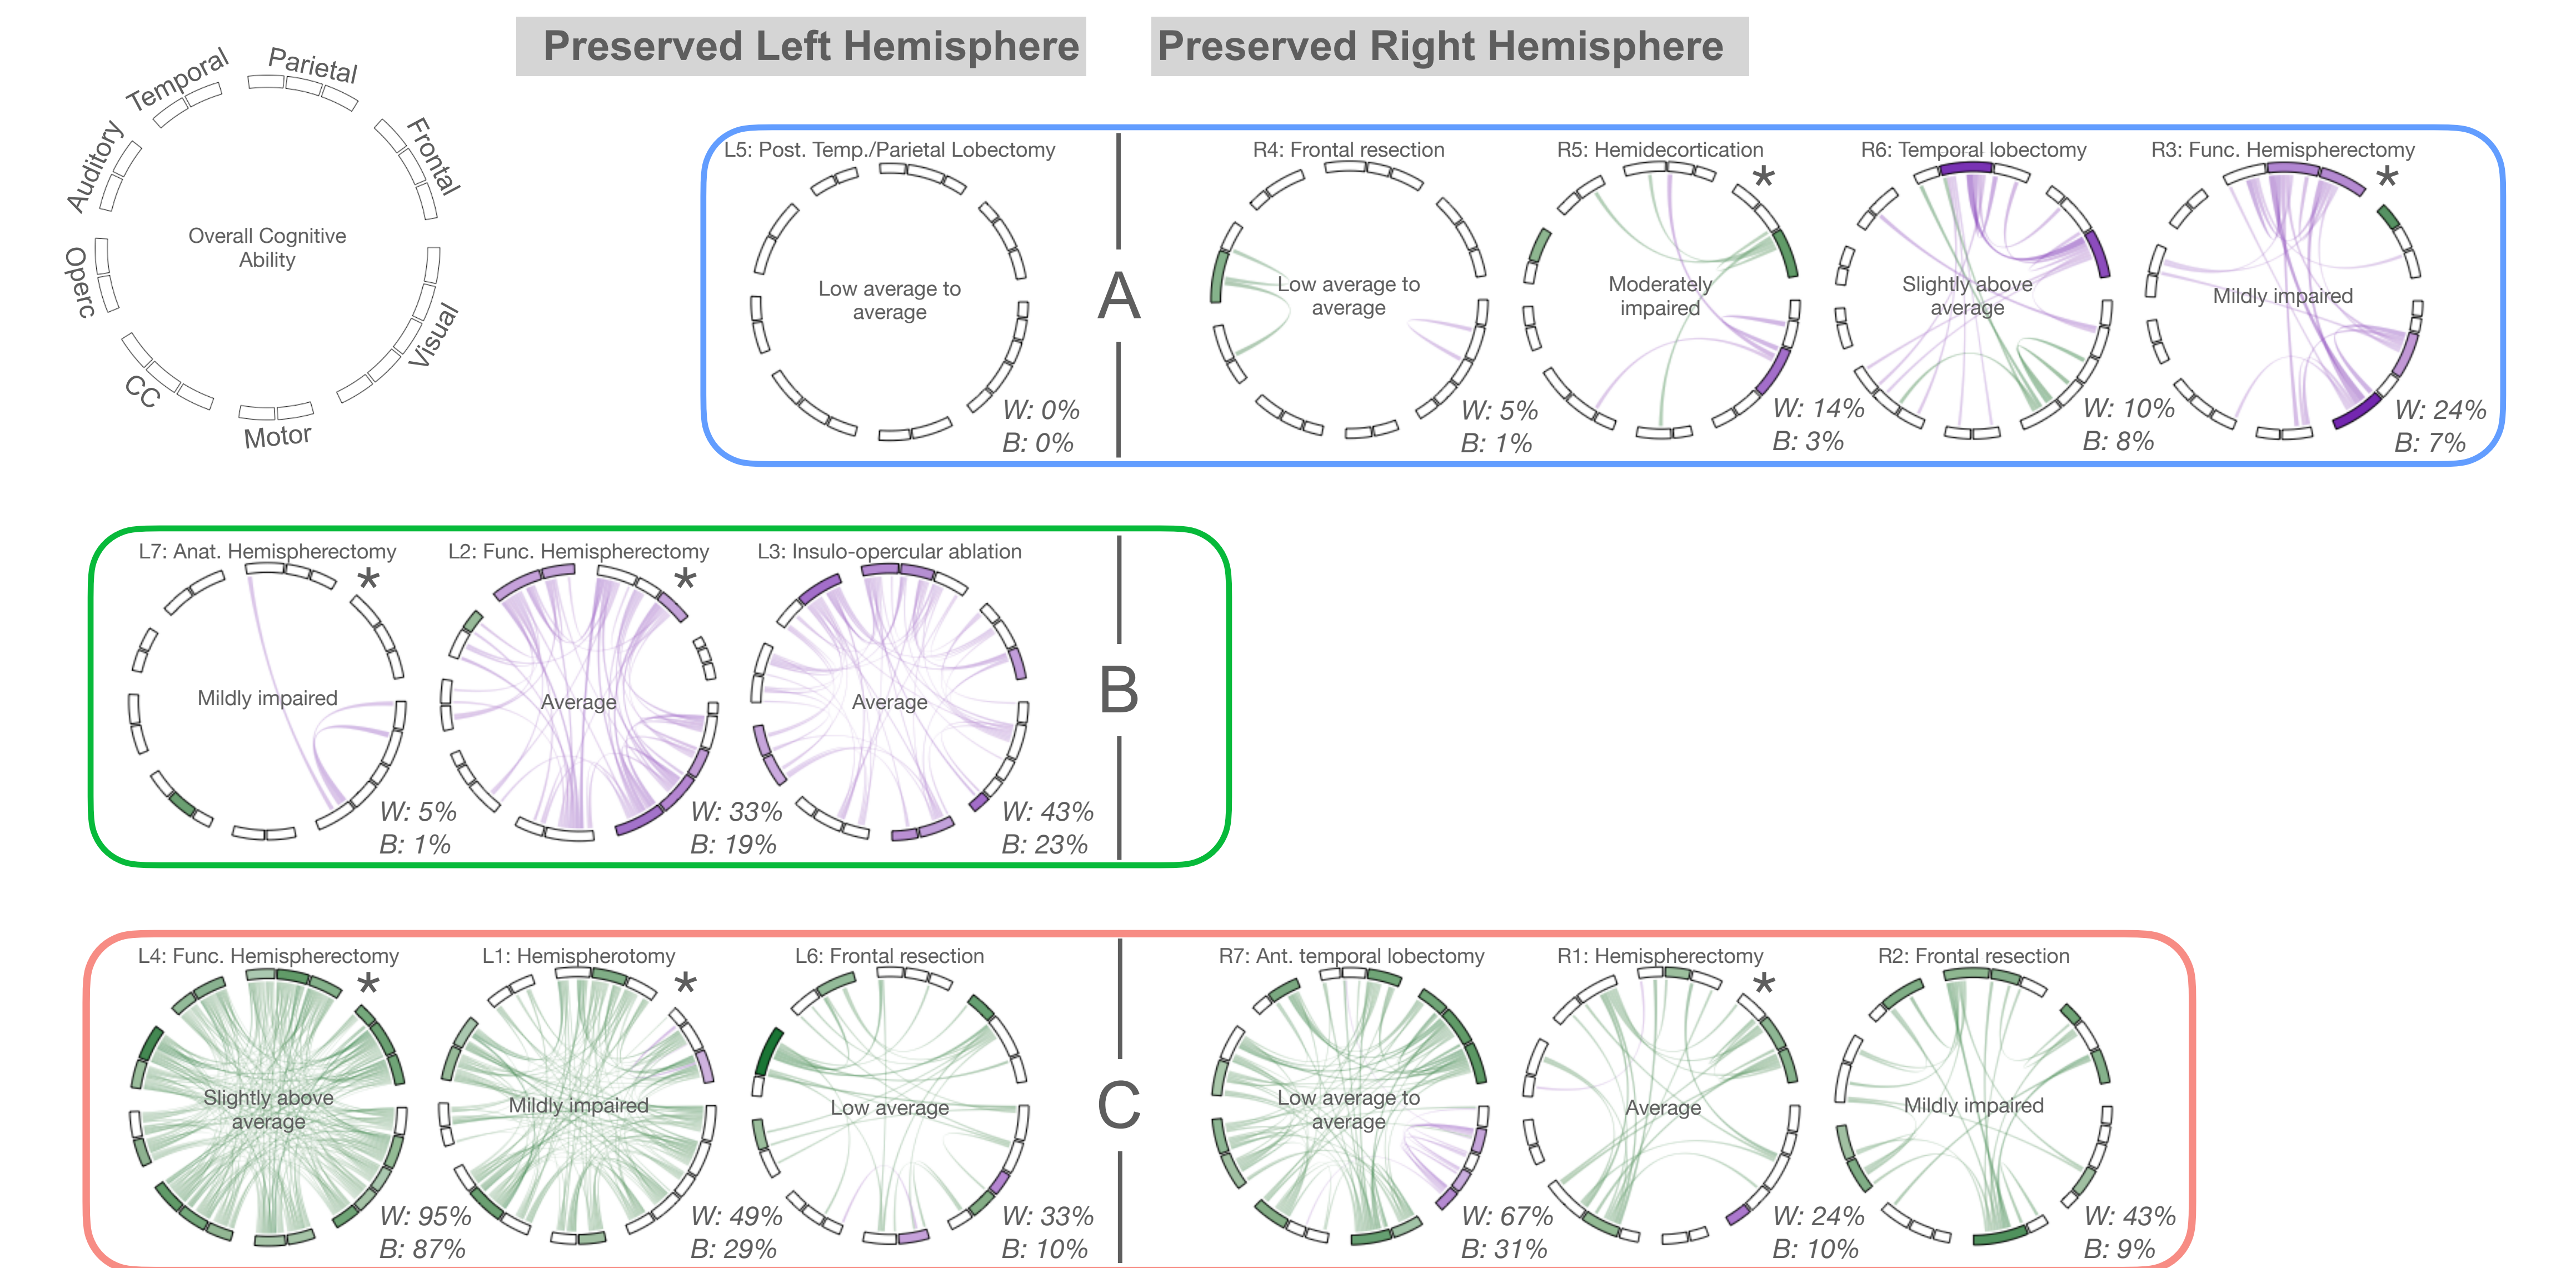 Preserved Left Hemisphere
Preserved Right Hemisphere
Temporal
Parietal
Frontal
Auditory
Operc
Visual
CC
Motor
Overall Cognitive
Ability
A
L5: Post. Temp./Parietal Lobectomy
Low average to
average
W: 0%
B: 0%
R4: Frontal resection
Low average to
average
W: 5%
B: 1%
R5: Hemidecortication
*
Moderately
impaired
W: 14%
B: 3%
R6: Temporal lobectomy
Slightly above
average
W: 10%
B: 8%
R3: Func. Hemispherectomy
*
Mildly impaired
W: 24%
B: 7%
L7: Anat. Hemispherectomy
*
Mildly impaired
W: 5%
B: 1%
L2: Func. Hemispherectomy
*
Average
W: 33%
B: 19%
L3: Insulo-opercular ablation
Average
W: 43%
B: 23%
B
L4: Func. Hemispherectomy
*
Slightly above
average
W: 95%
B: 87%
L1: Hemispherotomy
*
Mildly impaired
W: 49%
B: 29%
L6: Frontal resection
Low average
W: 33%
B: 10%
C
R7: Ant. temporal lobectomy
Low average to
average
W: 67%
B: 31%
R1: Hemispherectomy
*
Average
W: 24%
B: 10%
R2: Frontal resection
Mildly impaired
W: 43%
B: 9%